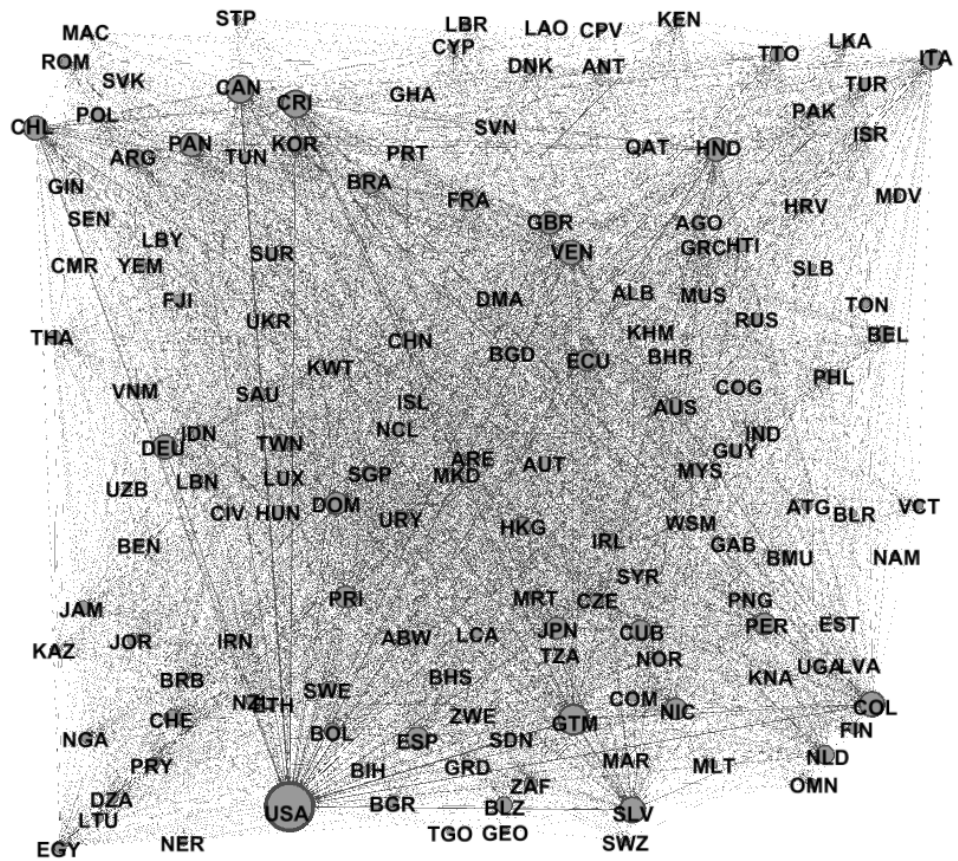 STP
LBR
LAO
CPV
KEN
MAC
CYP
TTO
LKA
ITA
ROM
SVK
DNK
ANT
CAN
GHA
CRI
TUR
PAK
POL
CHL
SVN
ISR
PAN
KOR
QAT
HND
ARG
TUN
PRT
BRA
GIN
FRA
MDV
HRV
SEN
GBR
AGO
LBY
SUR
VEN
GRC
HTI
CMR
YEM
SLB
FJI
DMA
ALB
MUS
TON
UKR
RUS
THA
CHN
KHM
BEL
BGD
ECU
BHR
KWT
PHL
VNM
SAU
ISL
COG
AUS
NCL
IDN
IND
DEU
TWN
GUY
ARE
AUT
MKD
SGP
MYS
LBN
LUX
UZB
DOM
CIV
HUN
URY
ATG
VCT
BLR
HKG
WSM
BEN
IRL
GAB
BMU
NAM
SYR
PRI
MRT
CZE
PNG
JAM
JPN
CUB
PER
EST
JOR
IRN
ABW
LCA
KAZ
TZA
NOR
UGA
LVA
BRB
BHS
KNA
SWE
NZL
ETH
COM
COL
CHE
ZWE
GTM
NIC
BOL
FIN
NGA
ESP
SDN
NLD
PRY
BIH
GRD
MAR
MLT
ZAF
OMN
DZA
BGR
BLZ
USA
SLV
LTU
TGO
GEO
EGY
NER
SWZ